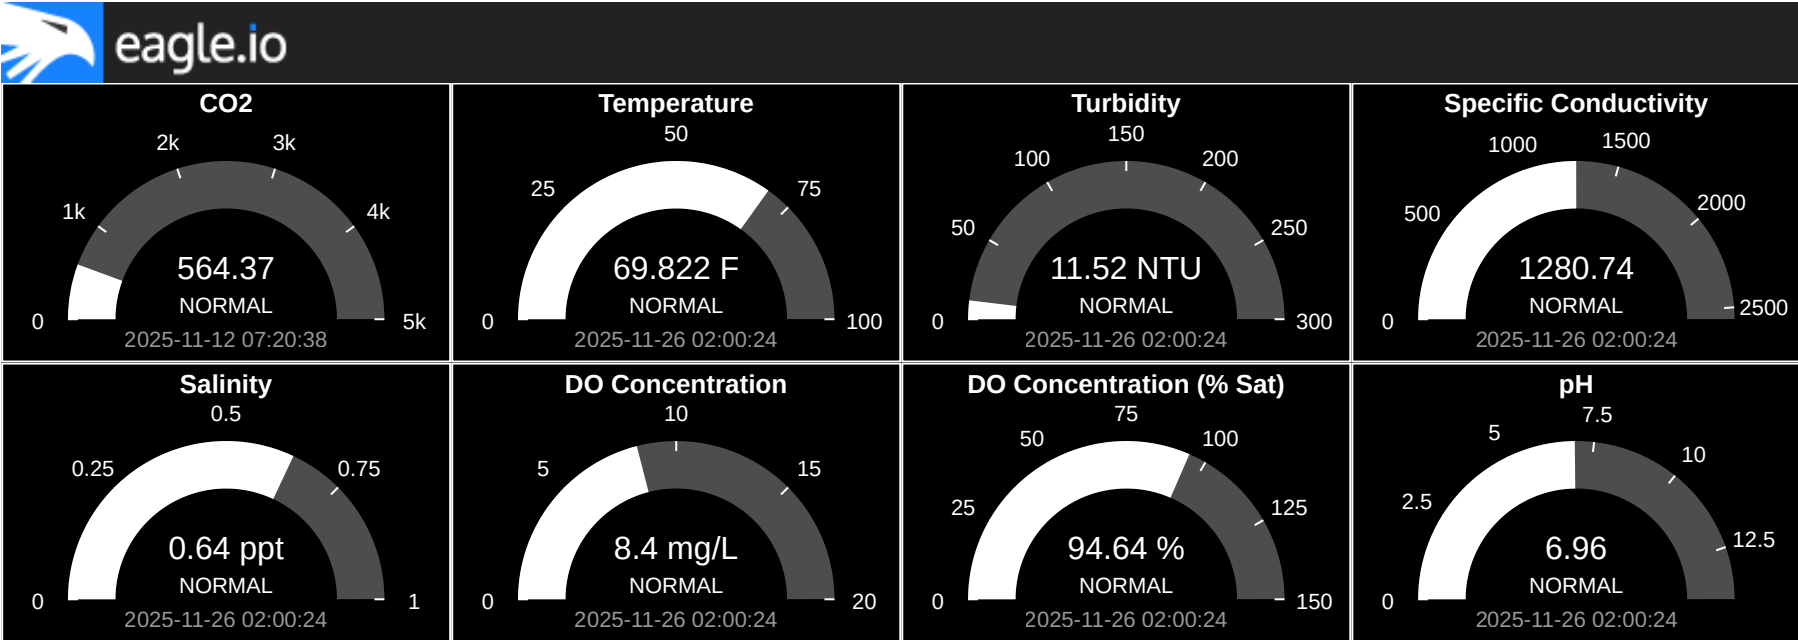 eagle.io
CO2
2k 3k
1k 4k
564.37
NORMAL
0 5k
2025-11-12 07:20:38
Temperature
50
25 75
69.822 F
NORMAL
0 100
2025-11-26 02:00:24
Turbidity
150
100 200
50 250
11.52 NTU
NORMAL
0 300
2025-11-26 02:00:24
Specific Conductivity
1000 1500
500 2000
1280.74
NORMAL
0 2500
2025-11-26 02:00:24
Salinity
0.5
0.25 0.75
0.64 ppt
NORMAL
0 1
2025-11-26 02:00:24
DO Concentration
10
5 15
8.4 mg/L
NORMAL
0 20
2025-11-26 02:00:24
DO Concentration (% Sat)
75
50 100
25 125
94.64 %
NORMAL
0 150
2025-11-26 02:00:24
pH
7.5
5 10
2.5 12.5
6.96
NORMAL
0
2025-11-26 02:00:24